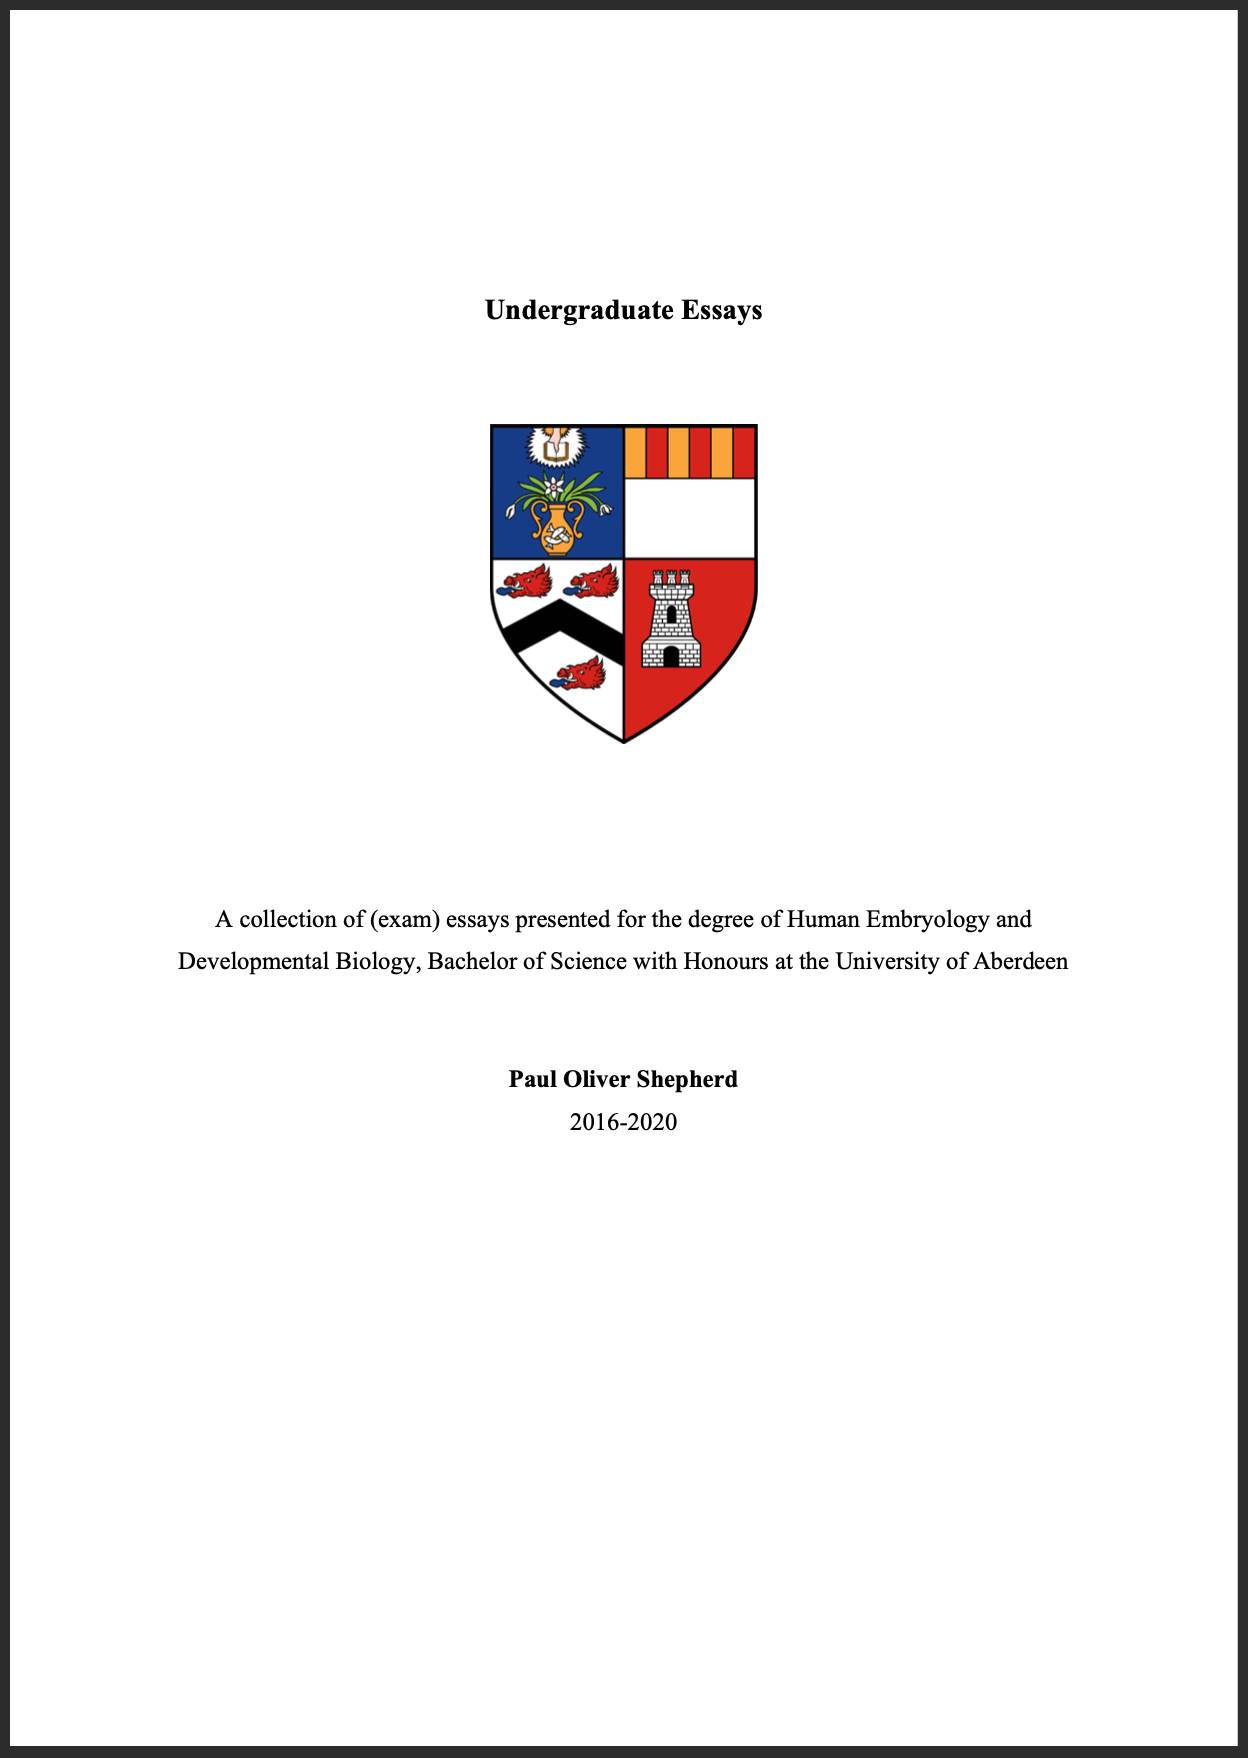 Undergraduate Essays
A collection of (exam) essays presented for the degree of Human Embryology and
Developmental Biology, Bachelor of Science with Honours at the University of Aberdeen
Paul Oliver Shepherd
2016-2020